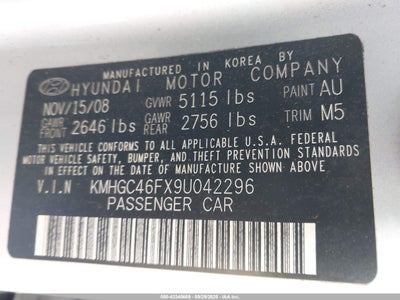 MANUFACTURED IN KOREA BY
HYUNDAI MOTOR COMPANY
NOV/15/08 GVWR 5115 lbs PAINT AU
GAWR FRONT 2646 lbs GAWR REAR 2756 lbs TRIM M5
THIS VEHICLE CONFORMS TO ALL APPLICABLE U.S.A. FEDERAL
MOTOR VEHICLE SAFETY, BUMPER, AND THEFT PREVENTION
STANDARDS IN EFFECT ON THE DATE OF MANUFACTURE
SHOWN ABOVE.
V.I.N KMHGC46FX9U042296
PASSENGER CAR